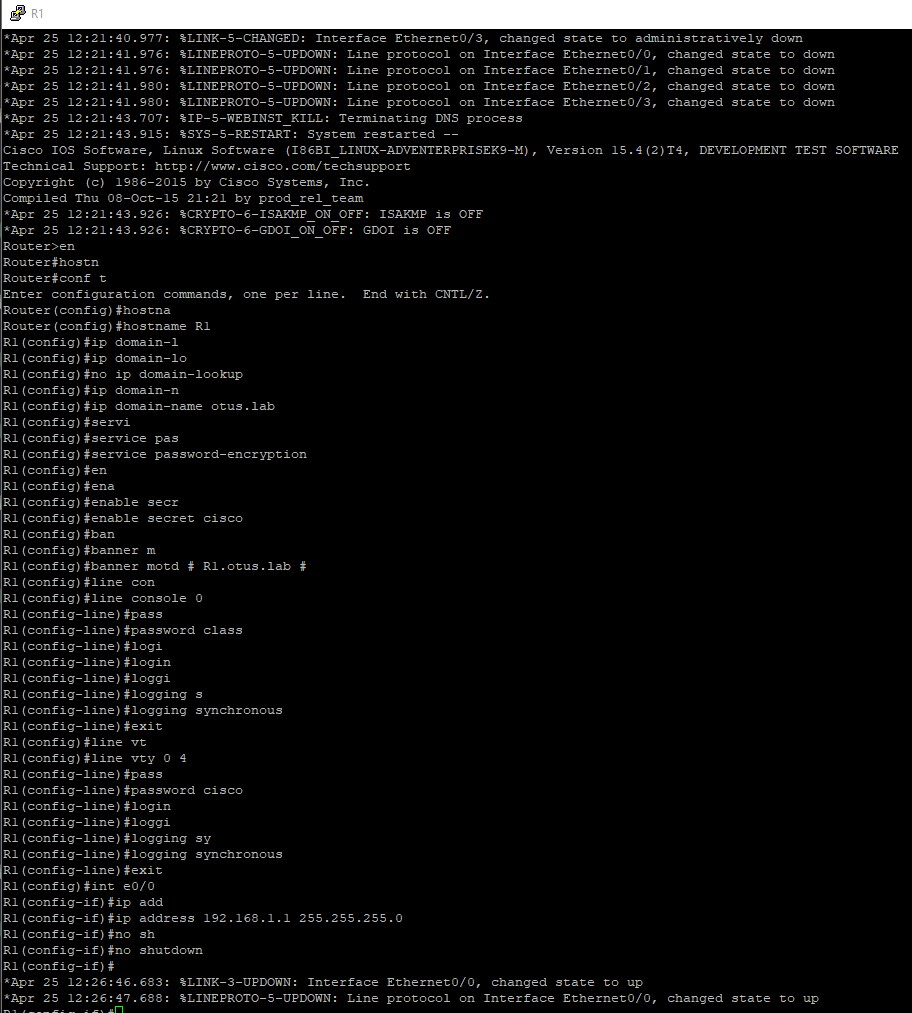 R1
*Apr 25 12:21:40.977: %LINK-5-CHANGED: Interface Ethernet0/3, changed state to administratively down
*Apr 25 12:21:41.976: %LINEPROTO-5-UPDOWN: Line protocol on Interface Ethernet0/0, changed state to down
*Apr 25 12:21:41.976: %LINEPROTO-5-UPDOWN: Line protocol on Interface Ethernet0/1, changed state to down
*Apr 25 12:21:41.980: %LINEPROTO-5-UPDOWN: Line protocol on Interface Ethernet0/2, changed state to down
*Apr 25 12:21:41.980: %LINEPROTO-5-UPDOWN: Line protocol on Interface Ethernet0/3, changed state to down
*Apr 25 12:21:43.707: %IP-5-WEBINST_KILL: Terminating DNS process
*Apr 25 12:21:43.915: %SYS-5-RESTART: System restarted --
Cisco IOS Software, Linux Software (I86BI_LINUX-ADVENTERPRISEK9-M), Version 15.4(2)T4, DEVELOPMENT TEST SOFTWARE
Technical Support: http://www.cisco.com/techsupport
Copyright (c) 1986-2015 by Cisco Systems, Inc.
Compiled Thu 08-Oct-15 21:21 by prod_rel_team
*Apr 25 12:21:43.926: %CRYPTO-6-ISAKMP_ON_OFF: ISAKMP is OFF
*Apr 25 12:21:43.926: %CRYPTO-6-GDOI_ON_OFF: GDOI is OFF
Router>en
Router#hostn
Router#conf t
Enter configuration commands, one per line.  End with CNTL/Z.
Router(config)#hostna
Router(config)#hostname R1
R1(config)#ip domain-l
R1(config)#ip domain-lo
R1(config)#no ip domain-lookup
R1(config)#ip domain-n
R1(config)#ip domain-name otus.lab
R1(config)#servi
R1(config)#service pas
R1(config)#service password-encryption
R1(config)#en
R1(config)#ena
R1(config)#enable secr
R1(config)#enable secret cisco
R1(config)#ban
R1(config)#banner m
R1(config)#banner motd # R1.otus.lab #
R1(config)#line con
R1(config)#line console 0
R1(config-line)#pass
R1(config-line)#password class
R1(config-line)#logi
R1(config-line)#login
R1(config-line)#loggi
R1(config-line)#logging s
R1(config-line)#logging synchronous
R1(config-line)#exit
R1(config)#line vt
R1(config)#line vty 0 4
R1(config-line)#pass
R1(config-line)#password cisco
R1(config-line)#login
R1(config-line)#loggi
R1(config-line)#logging sy
R1(config-line)#logging synchronous
R1(config-line)#exit
R1(config)#int e0/0
R1(config-if)#ip add
R1(config-if)#ip address 192.168.1.1 255.255.255.0
R1(config-if)#no sh
R1(config-if)#no shutdown
R1(config-if)#
*Apr 25 12:26:46.683: %LINK-3-UPDOWN: Interface Ethernet0/0, changed state to up
*Apr 25 12:26:47.688: %LINEPROTO-5-UPDOWN: Line protocol on Interface Ethernet0/0, changed state to up
R1(config-if)#